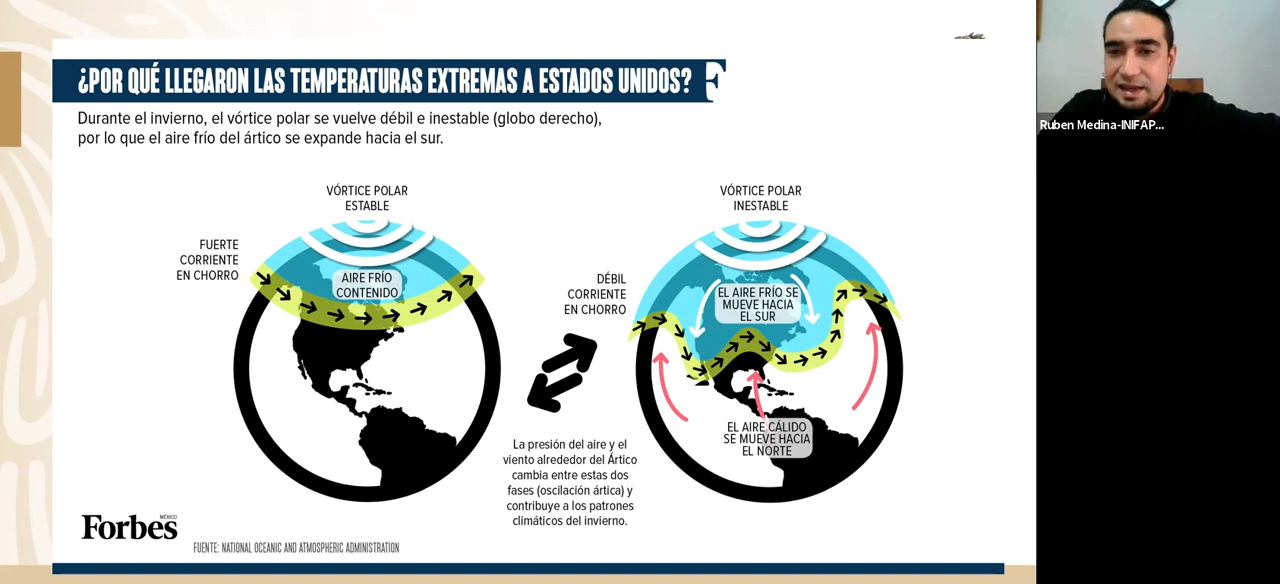 ¿POR QUÉ LLEGARON LAS TEMPERATURAS EXTREMAS A ESTADOS UNIDOS?
F
Durante el invierno, el vórtice polar se vuelve débil e inestable (globo derecho),
por lo que el aire frío del ártico se expande hacia el sur.
VÓRTICE POLAR
ESTABLE
FUERTE
CORRIENTE
EN CHORRO
AIRE FRÍO
CONTENIDO
VÓRTICE POLAR
INESTABLE
DÉBIL
CORRIENTE
EN CHORRO
EL AIRE FRÍO SE
MUEVE HACIA
EL SUR
EL AIRE CÁLIDO
SE MUEVE HACIA
EL NORTE
La presión del aire y el
viento alrededor del Ártico
cambia entre estas dos
fases (oscilación ártica) y
contribuye a los patrones
climáticos del invierno.
Forbes
MÉXICO
FUENTE: NATIONAL OCEANIC AND ATMOSPHERIC ADMINISTRATION
Ruben Medina-INIFAP...